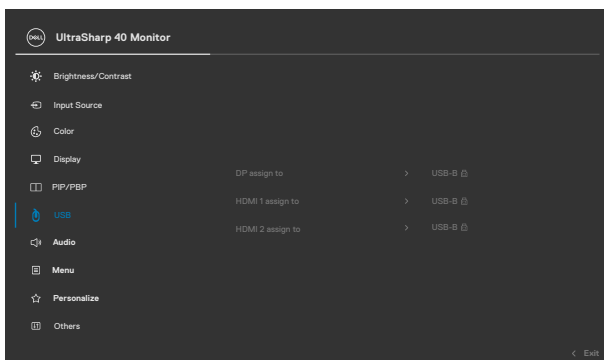 DELL UltraSharp 40 Monitor
Brightness/Contrast
Input Source
Color
Display
DP assign to > USB-B
PIP/PBP
HDMI 1 assign to > USB-B
USB
HDMI 2 assign to > USB-B
Audio
Menu
Personalize
Others
< Exit